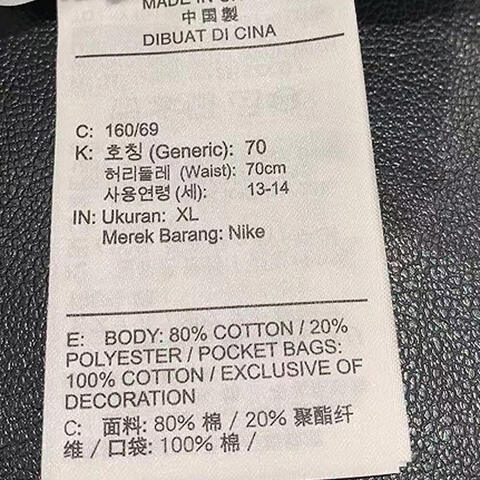 MADE IN
中国製
DIBUAT DI CINA
C: 160/69
K: 호칭 (Generic): 70
허리둘레 (Waist): 70cm
사용연령 (세): 13-14
IN: Ukuran: XL
Merek Barang: Nike
E: BODY: 80% COTTON / 20%
POLYESTER / POCKET BAGS:
100% COTTON / EXCLUSIVE OF
DECORATION
C: 面料: 80% 棉 / 20% 聚酯纤
维 / 口袋: 100% 棉 /